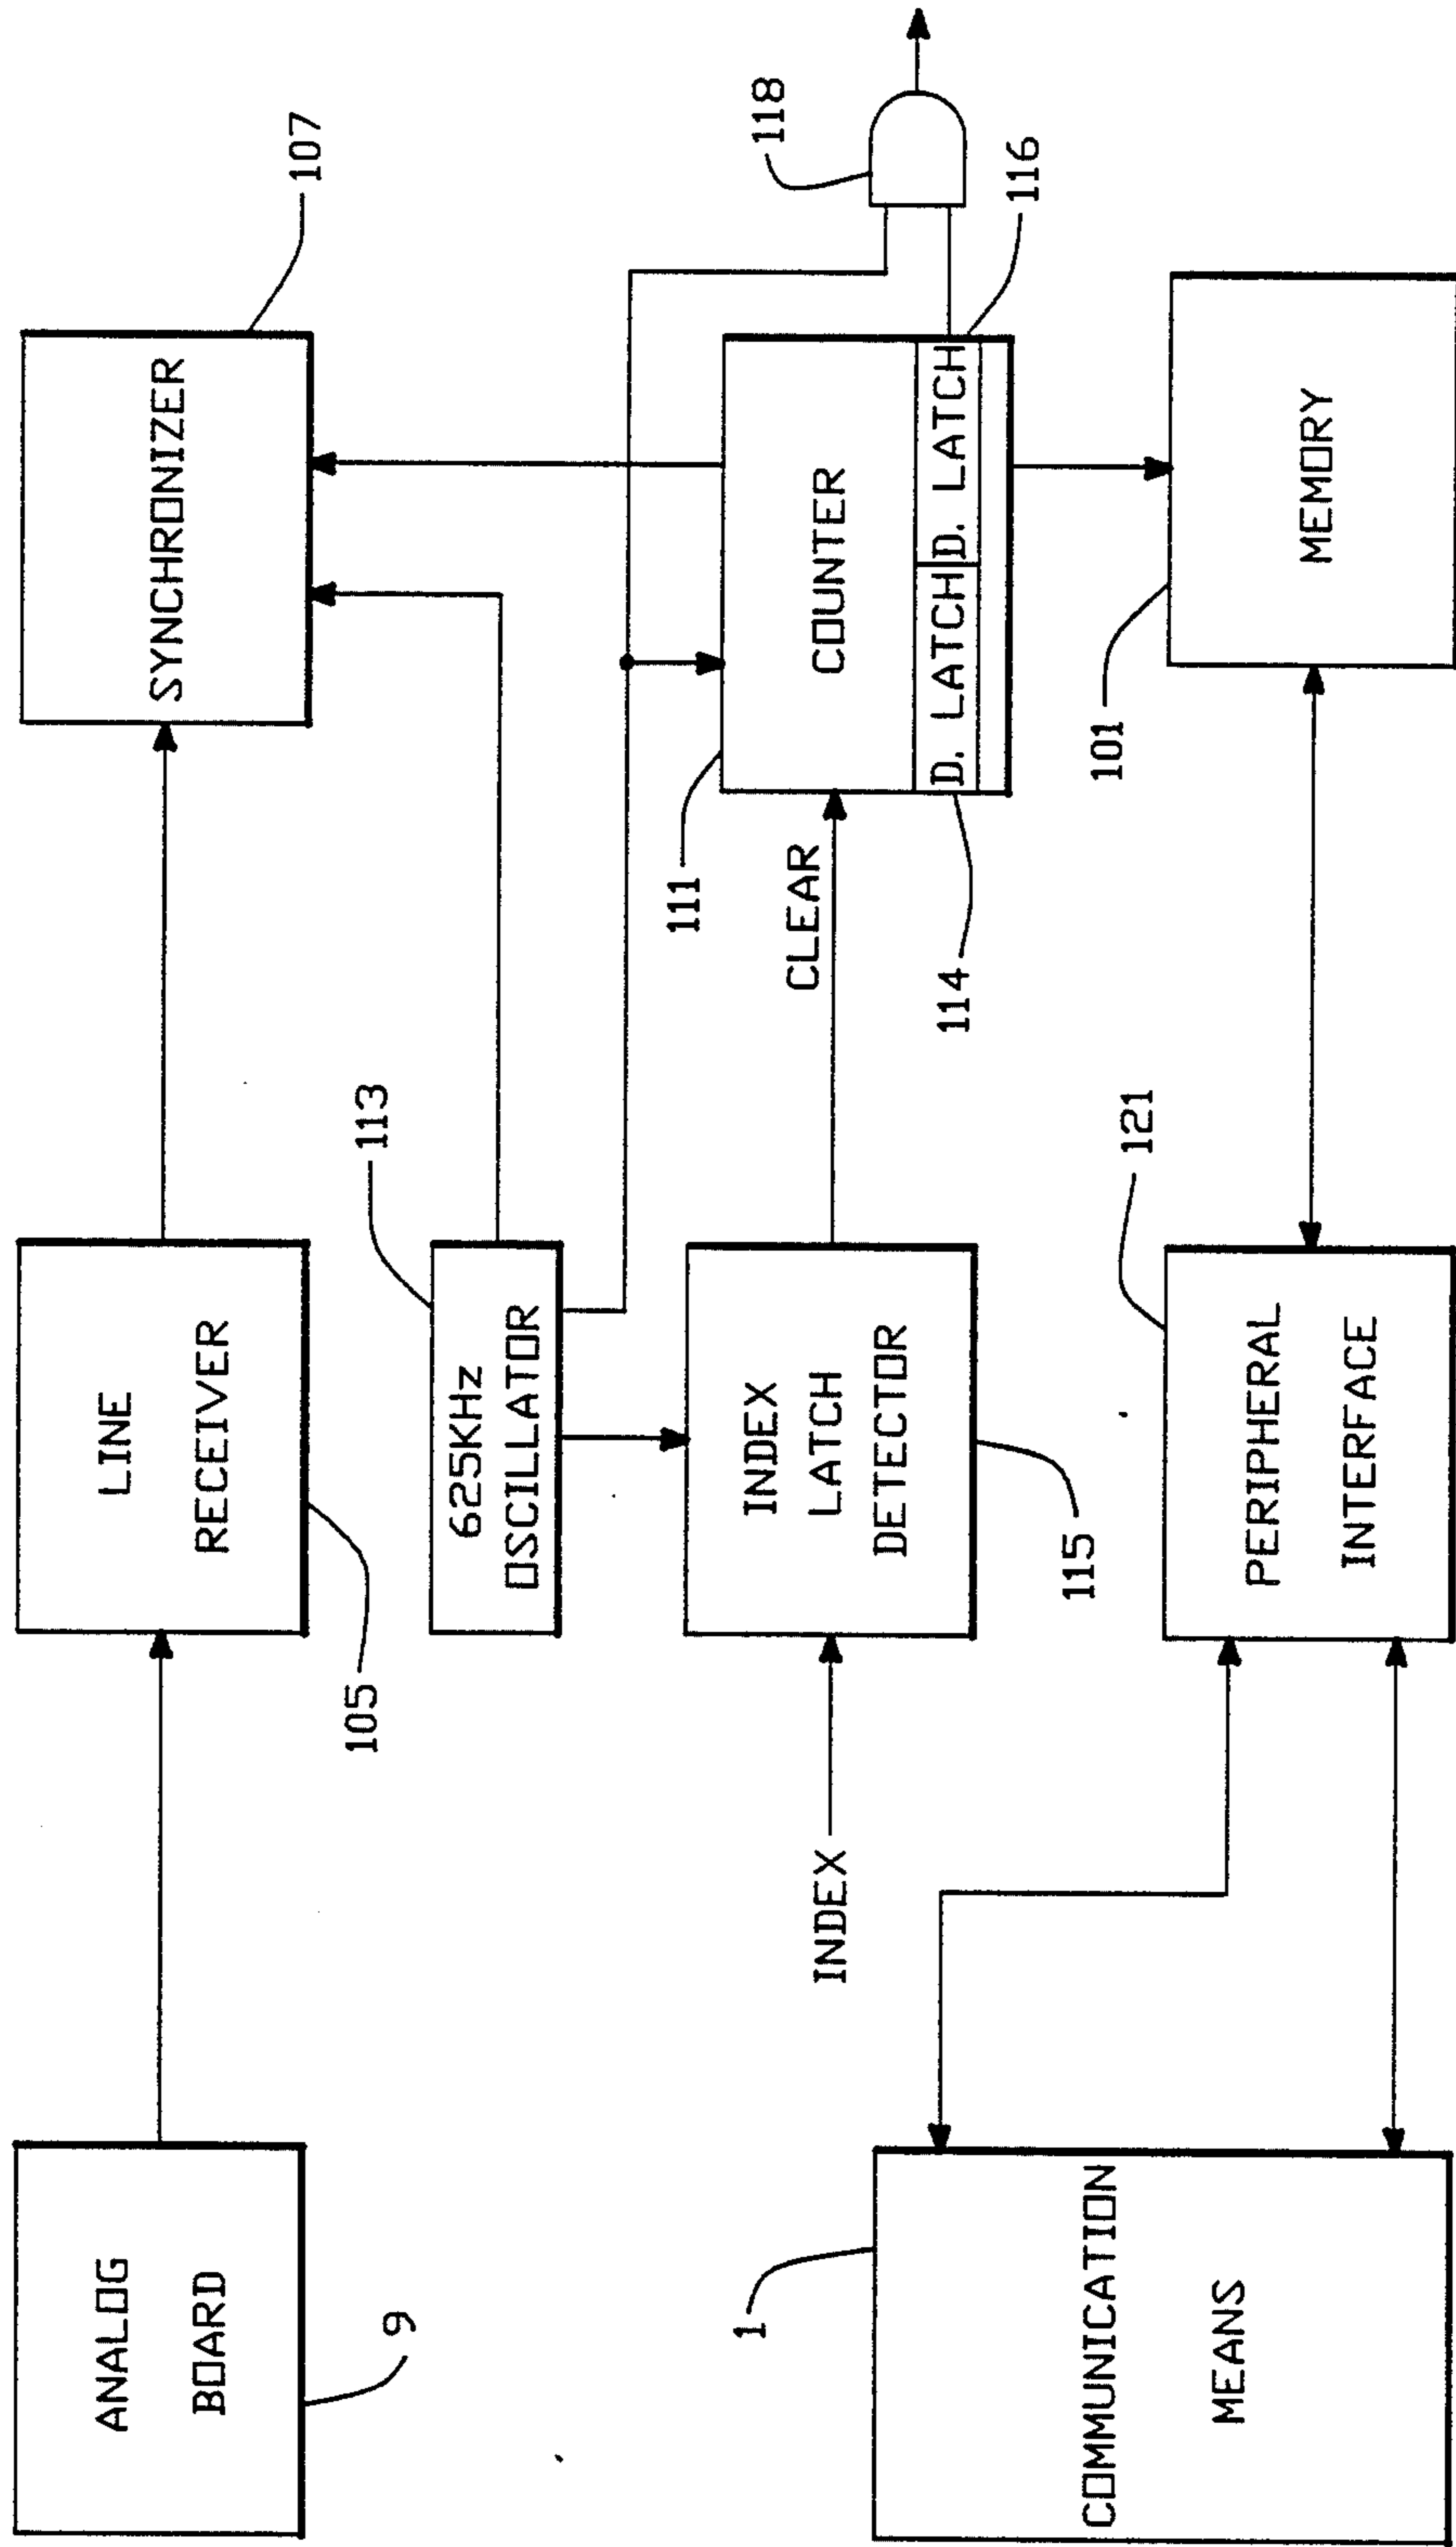 ANALOG
BOARD
9
LINE
RECEIVER
105
SYNCHRONIZER
107
625KHz
OSCILLATOR
113
INDEX
INDEX
LATCH
DETECTOR
115
CLEAR
COUNTER
111
D. LATCH
D. LATCH
114
116
118
COMMUNICATION
MEANS
1
PERIPHERAL
INTERFACE
121
MEMORY
101